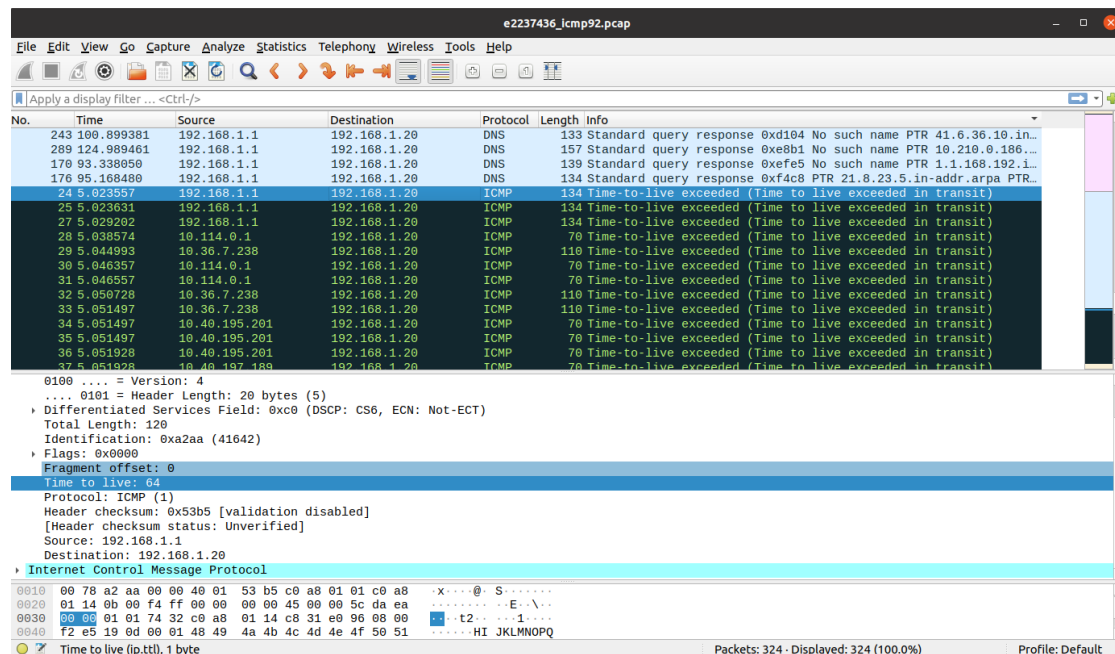 e2237436_icmp92.pcap
File Edit View Go Capture Analyze Statistics Telephony Wireless Tools Help
Apply a display filter … <Ctrl-/>
No. Time Source Destination Protocol Length Info
243 100.899381 192.168.1.1 192.168.1.20 DNS 133 Standard query response 0xd104 No such name PTR 41.6.36.10.in…
289 124.989461 192.168.1.1 192.168.1.20 DNS 157 Standard query response 0xe8b1 No such name PTR 10.210.0.186.…
170 93.338050 192.168.1.1 192.168.1.20 DNS 139 Standard query response 0xefe5 No such name PTR 1.1.168.192.i…
176 95.168480 192.168.1.1 192.168.1.20 DNS 134 Standard query response 0xf4c8 PTR 21.8.23.5.in-addr.arpa PTR…
24 5.023557 192.168.1.1 192.168.1.20 ICMP 134 Time-to-live exceeded (Time to live exceeded in transit)
25 5.023631 192.168.1.1 192.168.1.20 ICMP 134 Time-to-live exceeded (Time to live exceeded in transit)
27 5.029202 192.168.1.1 192.168.1.20 ICMP 134 Time-to-live exceeded (Time to live exceeded in transit)
28 5.038574 10.114.0.1 192.168.1.20 ICMP 70 Time-to-live exceeded (Time to live exceeded in transit)
29 5.044993 10.36.7.238 192.168.1.20 ICMP 110 Time-to-live exceeded (Time to live exceeded in transit)
30 5.046357 10.114.0.1 192.168.1.20 ICMP 70 Time-to-live exceeded (Time to live exceeded in transit)
31 5.046557 10.114.0.1 192.168.1.20 ICMP 70 Time-to-live exceeded (Time to live exceeded in transit)
32 5.050728 10.36.7.238 192.168.1.20 ICMP 110 Time-to-live exceeded (Time to live exceeded in transit)
33 5.051497 10.36.7.238 192.168.1.20 ICMP 110 Time-to-live exceeded (Time to live exceeded in transit)
34 5.051497 10.40.195.201 192.168.1.20 ICMP 70 Time-to-live exceeded (Time to live exceeded in transit)
35 5.051497 10.40.195.201 192.168.1.20 ICMP 70 Time-to-live exceeded (Time to live exceeded in transit)
36 5.051928 10.40.195.201 192.168.1.20 ICMP 70 Time-to-live exceeded (Time to live exceeded in transit)
37 5.051928 10.40.197.189 192.168.1.20 ICMP 70 Time-to-live exceeded (Time to live exceeded in transit)
0100 .... = Version: 4
.... 0101 = Header Length: 20 bytes (5)
Differentiated Services Field: 0xc0 (DSCP: CS6, ECN: Not-ECT)
Total Length: 120
Identification: 0xa2aa (41642)
Flags: 0x0000
Fragment offset: 0
Time to live: 64
Protocol: ICMP (1)
Header checksum: 0x53b5 [validation disabled]
[Header checksum status: Unverified]
Source: 192.168.1.1
Destination: 192.168.1.20
Internet Control Message Protocol
0010 00 78 a2 aa 00 00 40 01 53 b5 c0 a8 01 01 c0 a8 ·x····@· S·······
0020 01 14 0b 00 f4 ff 00 00 00 00 45 00 00 5c da ea ········ ··E··\··
0030 00 00 01 01 74 32 c0 a8 01 14 c8 31 e0 96 08 00 ····t2·· ···1····
0040 f2 e5 19 0d 00 01 48 49 4a 4b 4c 4d 4e 4f 50 51 ······HI JKLMNOPQ
Time to live (ip.ttl), 1 byte Packets: 324 · Displayed: 324 (100.0%) Profile: Default